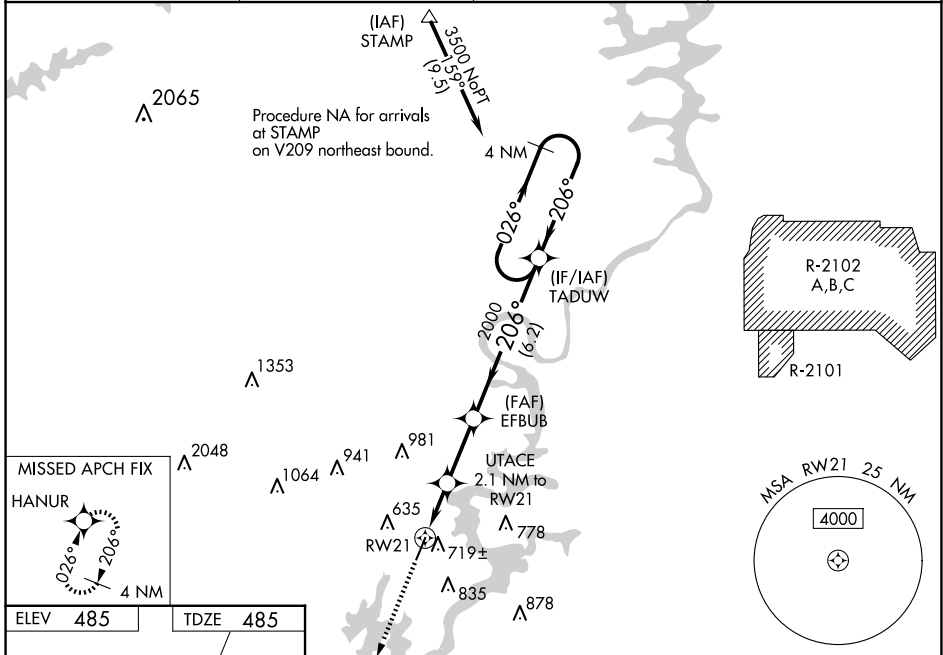 (IAF)
STAMP
3500 NoPT
159°
(9.5)
2065
Procedure NA for arrivals
at STAMP
on V209 northeast bound.
4 NM
026°
206°
(IF/IAF)
TADUW
R-2102
A,B,C
R-2101
2000
206°
(6.2)
1353
(FAF)
EFBUB
2048
1064
941
981
UTACE
2.1 NM to
RW21
635
778
RW21
719±
835
878
MISSED APCH FIX
HANUR
026°
206°
4 NM
MSA RW21 25 NM
4000
ELEV 485
TDZE 485